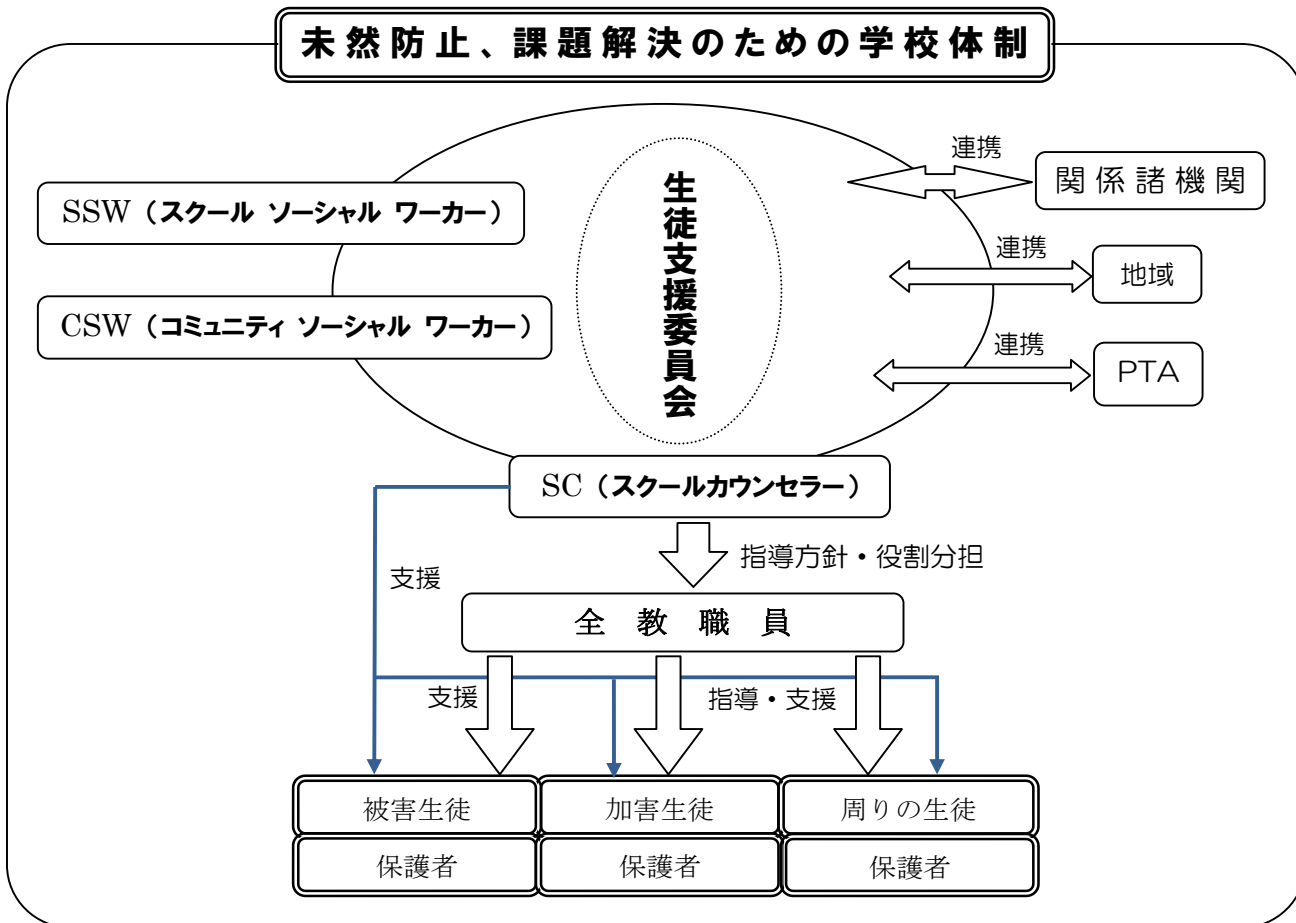 未然防止、課題解決のための学校体制
連携
関係諸機関
SSW（スクール ソーシャル ワーカー）
生徒支援委員会
連携
地域
CSW（コミュニティ ソーシャル ワーカー）
連携
PTA
SC（スクールカウンセラー）
指導方針・役割分担
支援
全教職員
支援
指導・支援
被害生徒
加害生徒
周りの生徒
保護者
保護者
保護者